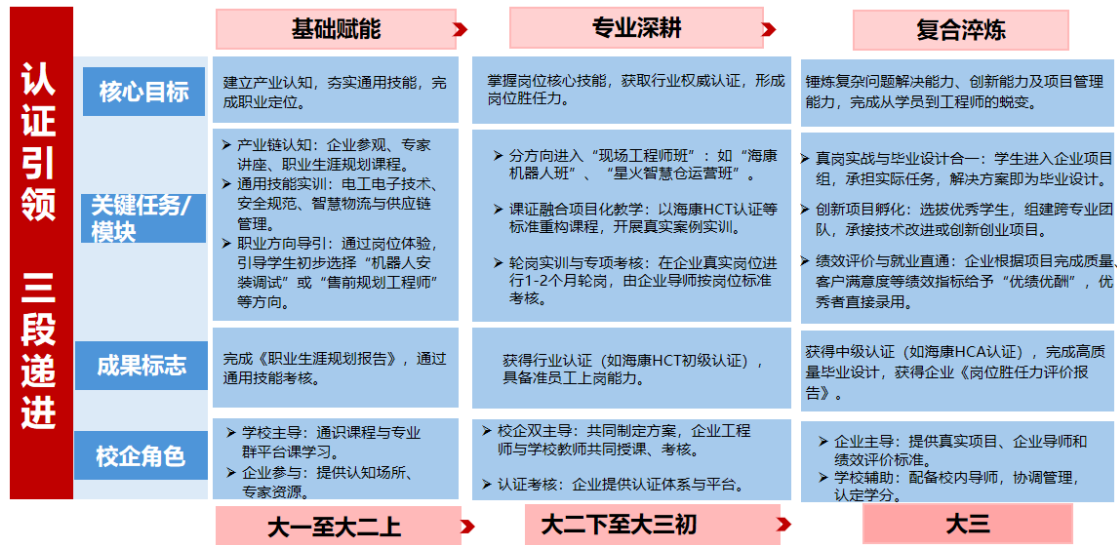 认证引领 三段递进
基础赋能
专业深耕
复合淬炼
核心目标
建立产业认知，夯实通用技能，完
成职业定位。
掌握岗位核心技能，获取行业权威认证，形成
岗位胜任力。
锤炼复杂问题解决能力、创新能力及项目管理
能力，完成从学员到工程师的蜕变。
关键任务/
模块
➢ 产业链认知：企业参观、专家
讲座、职业生涯规划课程。
➢ 通用技能实训：电工电子技术、
安全规范、智慧物流与供应链
管理。
➢ 职业方向导引：通过岗位体验，
引导学生初步选择“机器人安
装调试”或“售前规划工程师”
等方向。
➢ 分方向进入“现场工程师班”：如“海康
机器人班”、“星火智慧仓运营班”。
➢ 课证融合项目化教学：以海康HCT认证等
标准重构课程，开展真实案例实训。
➢ 轮岗实训与专项考核：在企业真实岗位进
行1-2个月轮岗，由企业导师按岗位标准
考核。
➢ 真岗实战与毕业设计合一：学生进入企业项目
组，承担实际任务，解决方案即为毕业设计。
➢ 创新项目孵化：选拔优秀学生，组建跨专业团
队，承接技术改进或创新创业项目。
➢ 绩效评价与就业直通：企业根据项目完成质量、
客户满意度等绩效指标给予“优绩优酬”，优
秀者直接录用。
成果标志
完成《职业生涯规划报告》，通过
通用技能考核。
获得行业认证（如海康HCT初级认证），
具备准员工上岗能力。
获得中级认证（如海康HCA认证），完成高质
量毕业设计，获得企业《岗位胜任力评价报
告》。
校企角色
➢ 学校主导：通识课程与专业
群平台课学习。
➢ 企业参与：提供认知场所、
专家资源。
➢ 校企双主导：共同制定方案，企业工程
师与学校教师共同授课、考核。
➢ 认证考核：企业提供认证体系与平台。
➢ 企业主导：提供真实项目、企业导师和
绩效评价标准。
➢ 学校辅助：配备校内导师，协调管理，
认定学分。
大一至大二上
大二下至大三初
大三